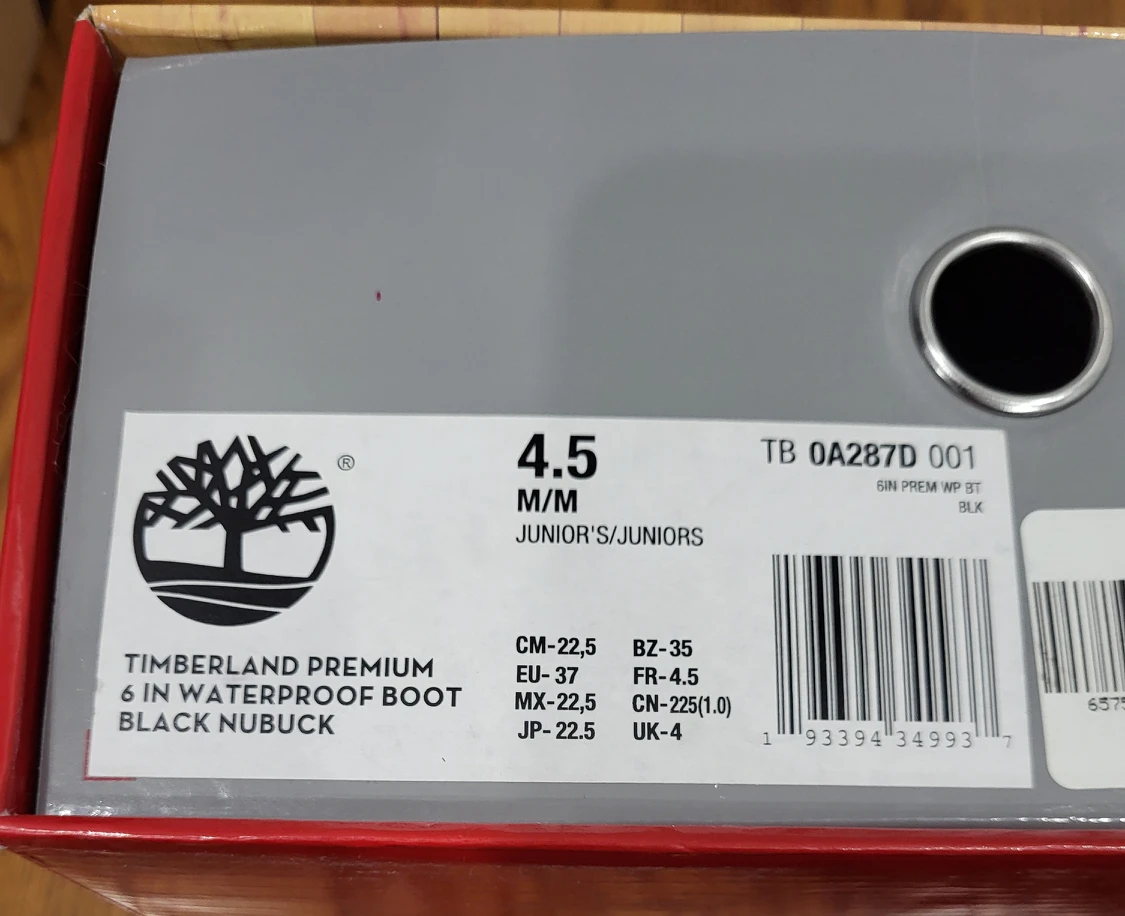 ®
4.5
M/M
JUNIOR'S/JUNIORS
TB 0A287D 001
6IN PREM WP BT
BLK
TIMBERLAND PREMIUM
6 IN WATERPROOF BOOT
BLACK NUBUCK
CM-22,5 BZ-35
EU- 37 FR-4.5
MX-22,5 CN-225(1.0)
JP- 22.5 UK-4
1 93394 34993 7
657